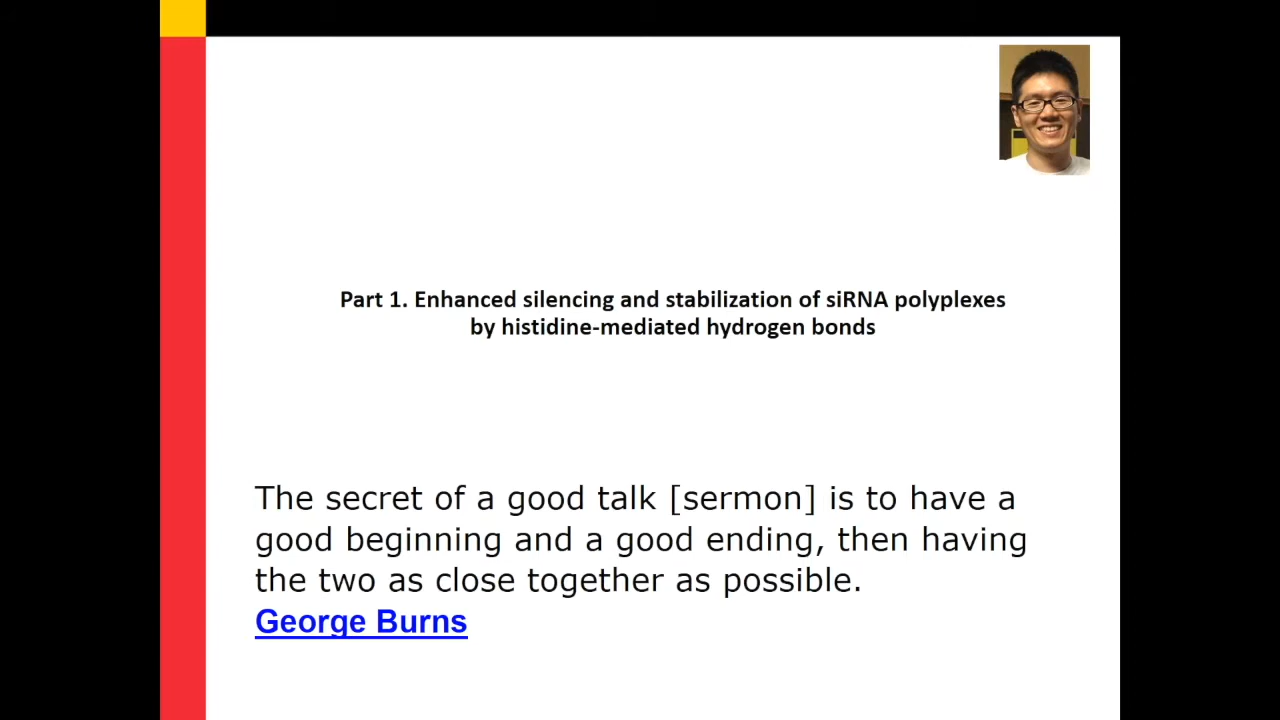 Part 1. Enhanced silencing and stabilization of siRNA polyplexes
by histidine-mediated hydrogen bonds
The secret of a good talk [sermon] is to have a
good beginning and a good ending, then having
the two as close together as possible.
George Burns